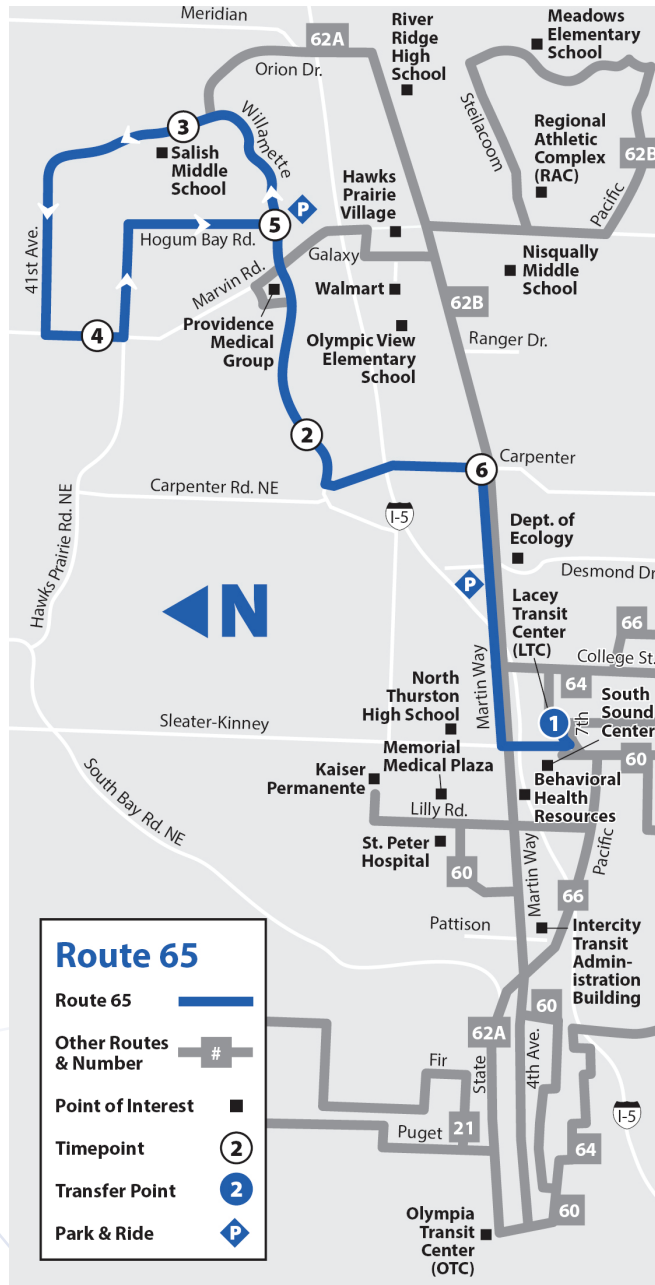 Meridian
62A
Orion Dr.
River
Ridge
High
School
Meadows
Elementary
School
Steilacoom
Regional
Athletic
Complex
(RAC)
62B
Pacific
3
Willamette
Salish
Middle
School
41st Ave.
Hawks
Prairie
Village
P
5
Hogum Bay Rd.
Galaxy
Marvin Rd.
Nisqually
Middle
School
Walmart
62B
4
Providence
Medical
Group
Olympic View
Elementary
School
Ranger Dr.
2
6
Carpenter
Carpenter Rd. NE
I-5
Hawks Prairie Rd. NE
Dept. of
Ecology
Desmond Dr
P
N
Lacey
Transit
Center
(LTC)
66
College St.
64
Martin Way
North
Thurston
High School
1
7th
South
Sound
Center
Sleater-Kinney
60
Memorial
Medical Plaza
Kaiser
Permanente
Behavioral
Health
Resources
South Bay Rd. NE
Lilly Rd.
St. Peter
Hospital
60
Martin Way
Pacific
66
Pattison
Intercity
Transit
Admin-
istration
Building
60
62A
State
4th Ave.
Fir
21
Puget
I-5
64
60
Olympia
Transit
Center
(OTC)
Route 65
Route 65
Other Routes
& Number
#
Point of Interest
Timepoint
2
Transfer Point
2
Park & Ride
P